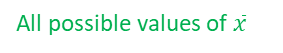 All possible values of x̄